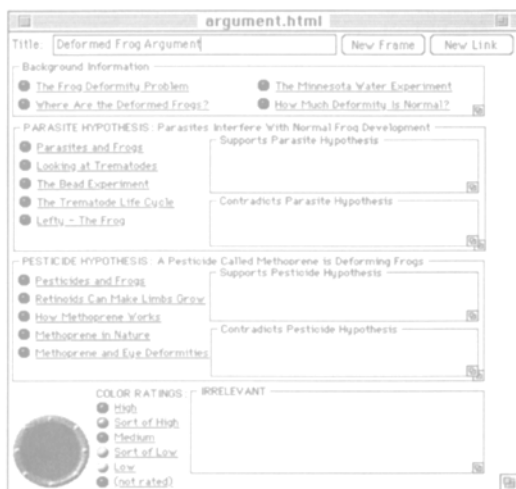 argument.html
Title: Deformed Frog Argument New Frame New Link
Background Information
The Frog Deformity Problem The Minnesota Water Experiment
Where Are the Deformed Frogs? How Much Deformity Is Normal?
PARASITE HYPOTHESIS: Parasites Interfere With Normal Frog Development
Parasites and Frogs
Looking at Trematodes
The Bead Experiment
The Trematode Life Cycle
Lefty - The Frog
Supports Parasite Hypothesis
Contradicts Parasite Hypothesis
PESTICIDE HYPOTHESIS: A Pesticide Called Methoprene is Deforming Frogs
Pesticides and Frogs
Retinoids Can Make Limbs Grow
How Methoprene Works
Methoprene in Nature
Methoprene and Eye Deformities
Supports Pesticide Hypothesis
Contradicts Pesticide Hypothesis
COLOR RATINGS
High
Sort of High
Medium
Sort of Low
Low
(not rated)
IRRELEVANT